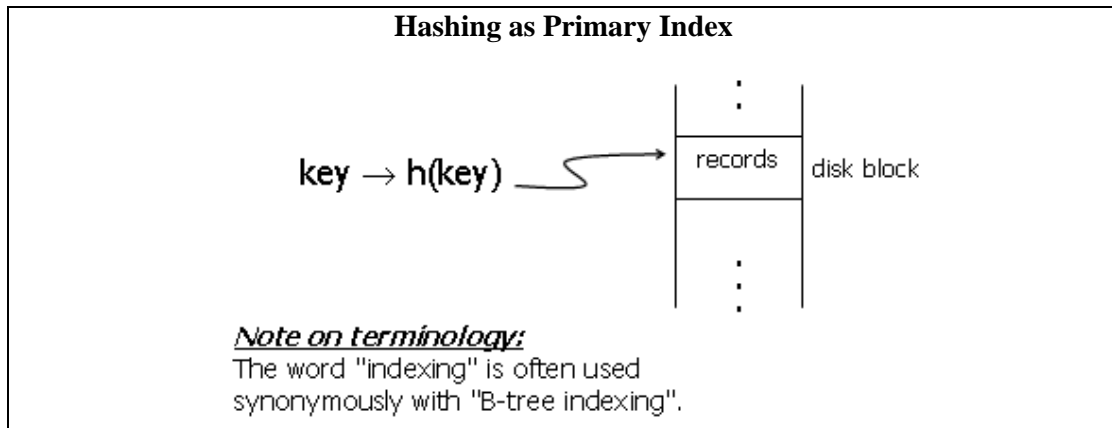 Hashing as Primary Index
key → h(key)
records
disk block
Note on terminology:
The word "indexing" is often used
synonymously with "B-tree indexing".